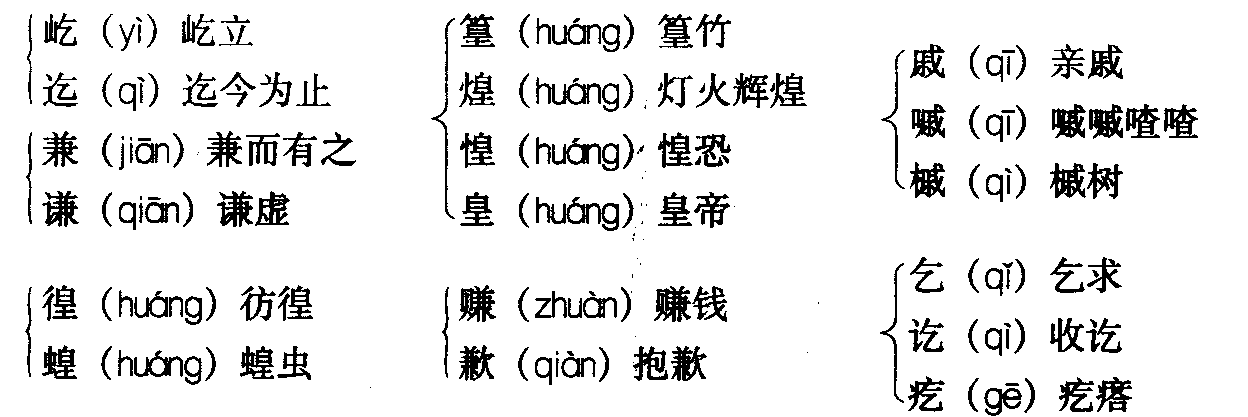 屹（yì）屹立
迄（qì）迄今为止
兼（jiān）兼而有之
谦（qiān）谦虚
徨（huáng）彷徨
蝗（huáng）蝗虫
篁（huáng）篁竹
煌（huáng）灯火辉煌
惶（huáng）惶恐
皇（huáng）皇帝
赚（zhuàn）赚钱
歉（qiàn）抱歉
戚（qī）亲戚
嘁（qī）嘁嘁喳喳
槭（qì）槭树
乞（qǐ）乞求
讫（qì）收讫
疙（gē）疙瘩